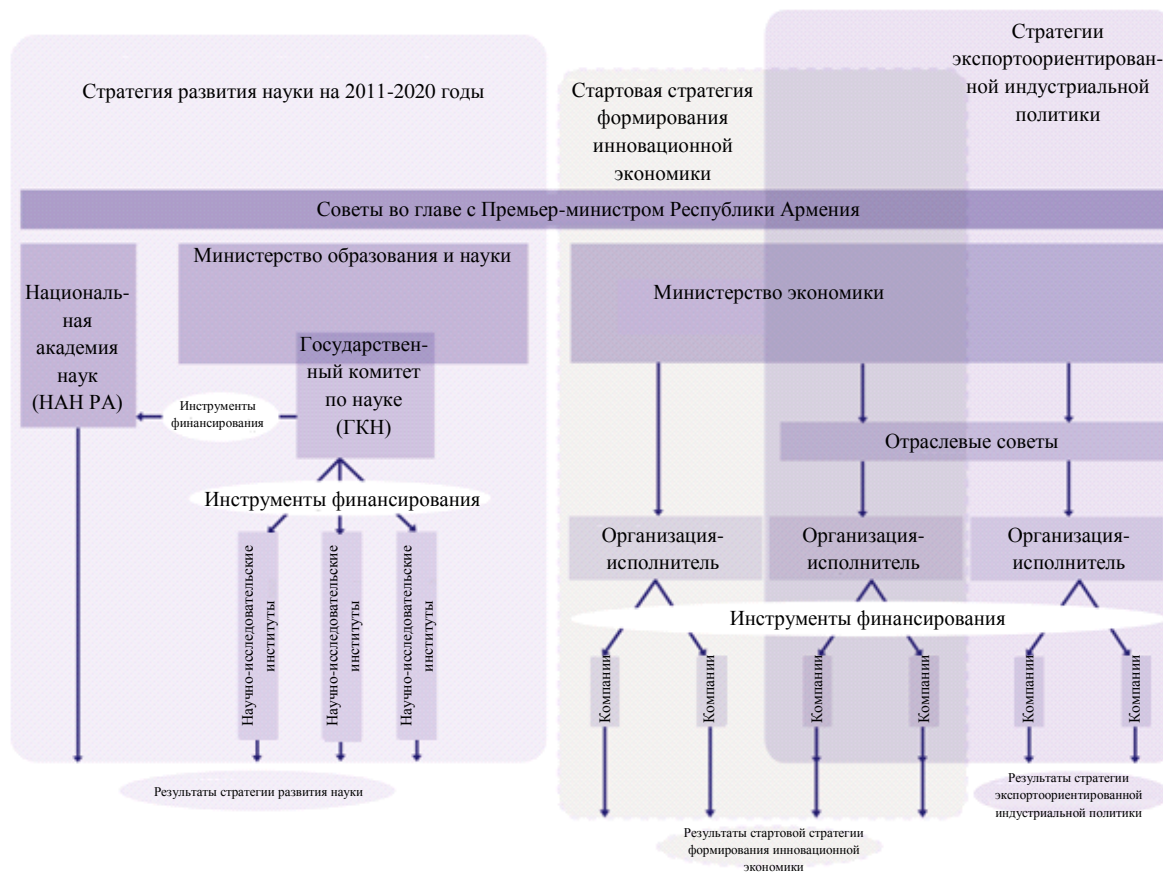 Стратегия развития науки на 2011-2020 годы
Стартовая стратегия
формирования
инновационной
экономики
Стратегии
экспортоориентирован-
ной индустриальной
политики
Советы во главе с Премьер-министром Республики Армения
Националь-
ная
академия
наук
(НАН РА)
Министерство образования и науки
Государствен-
ный комитет
по науке
(ГКН)
Инструменты
финансирования
Министерство экономики
Отраслевые советы
Инструменты финансирования
Научно-исследовательские
институты
Научно-исследовательские
институты
Научно-исследовательские
институты
Организация-
исполнитель
Организация-
исполнитель
Организация-
исполнитель
Инструменты финансирования
Компании
Компании
Компании
Компании
Компании
Компании
Результаты стратегии развития науки
Результаты стартовой стратегии
формирования инновационной
экономики
Результаты стратегии
экспортоориентированной
индустриальной политики